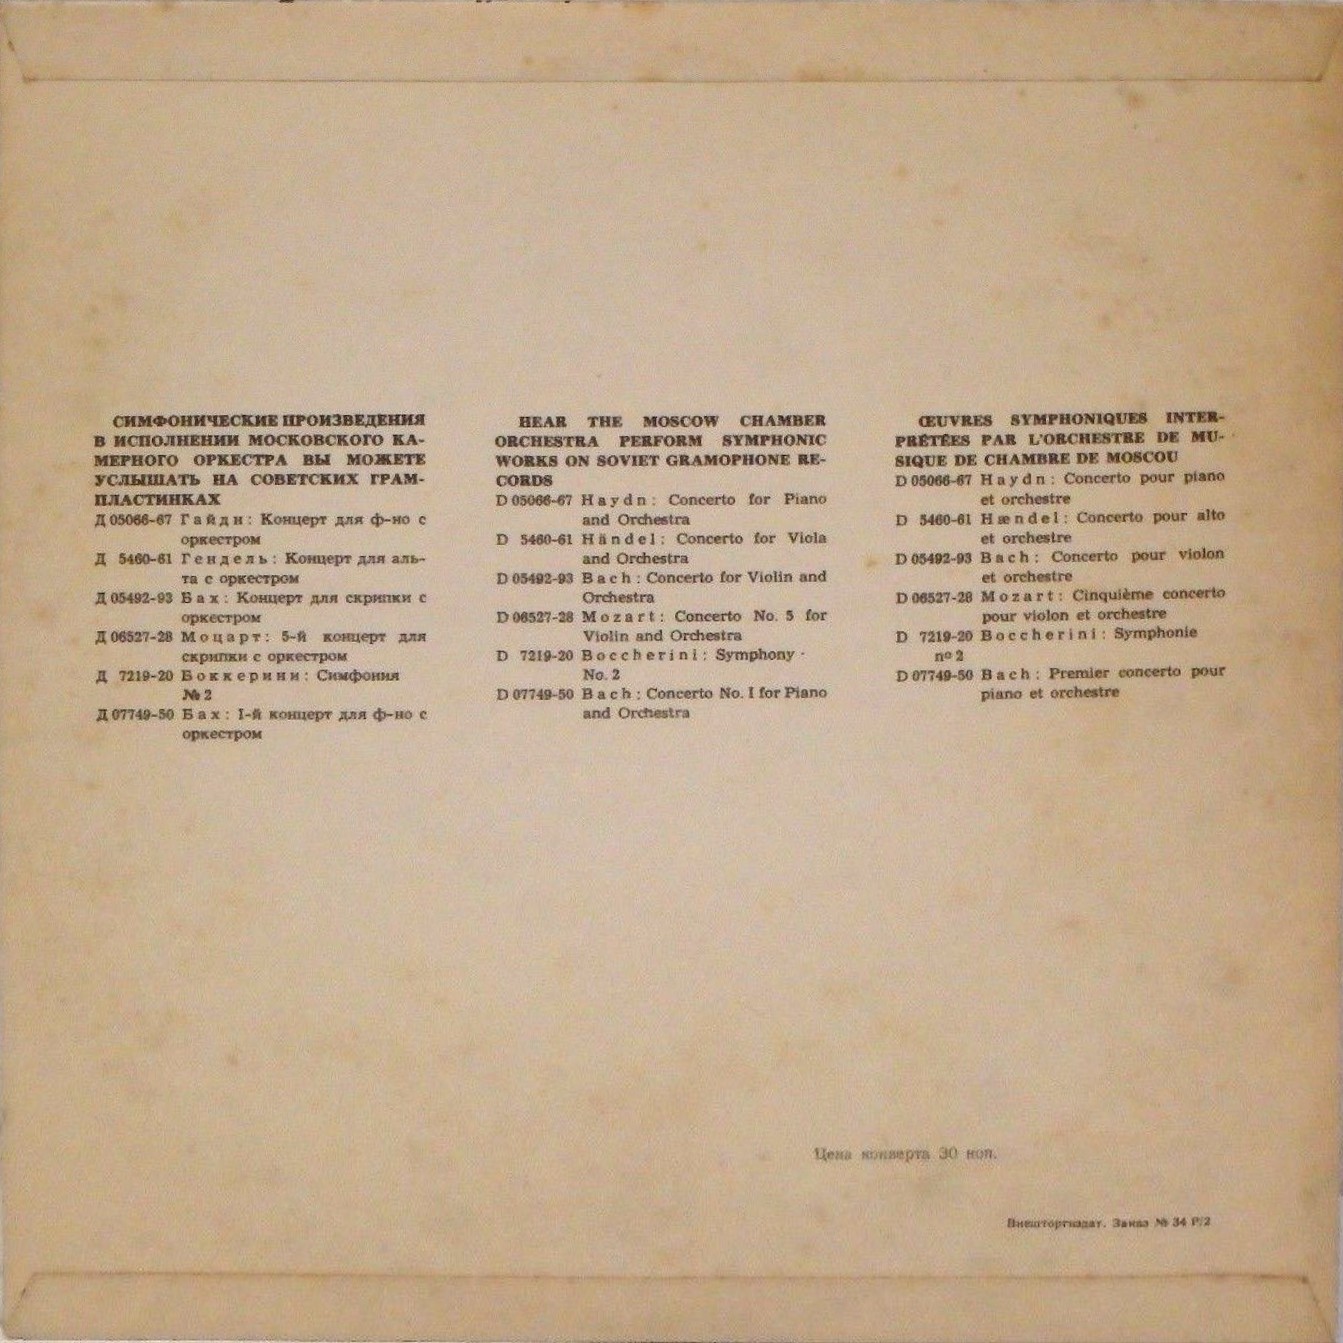 СИМФОНИЧЕСКИЕ ПРОИЗВЕДЕНИЯ
В ИСПОЛНЕНИИ МОСКОВСКОГО КА-
МЕРНОГО ОРКЕСТРА ВЫ МОЖЕТЕ
УСЛЫШАТЬ НА СОВЕТСКИХ ГРАМ-
ПЛАСТИНКАХ
Д 05066-67 Гайдн: Концерт для ф-но с
оркестром
Д 5460-61 Гендель: Концерт для аль-
та с оркестром
Д 05492-93 Бах: Концерт для скрипки с
оркестром
Д 06527-28 Моцарт: 5-й концерт для
скрипки с оркестром
Д 7219-20 Боккерини: Симфония
№ 2
Д 07749-50 Бах: I-й концерт для ф-но с
оркестром
HEAR THE MOSCOW CHAMBER
ORCHESTRA PERFORM SYMPHONIC
WORKS ON SOVIET GRAMOPHONE RE-
CORDS
D 05066-67 Haydn: Concerto for Piano
and Orchestra
D 5460-61 Händel: Concerto for Viola
and Orchestra
D 05492-93 Bach: Concerto for Violin and
Orchestra
D 06527-28 Mozart: Concerto No. 5 for
Violin and Orchestra
D 7219-20 Boccherini: Symphony
No. 2
D 07749-50 Bach: Concerto No. I for Piano
and Orchestra
ŒUVRES SYMPHONIQUES INTER-
PRÉTÉES PAR L'ORCHESTRE DE MU-
SIQUE DE CHAMBRE DE MOSCOU
D 05066-67 Haydn: Concerto pour piano
et orchestre
D 5460-61 Hændel: Concerto pour alto
et orchestre
D 05492-93 Bach: Concerto pour violon
et orchestre
D 06527-28 Mozart: Cinquième concerto
pour violon et orchestre
D 7219-20 Boccherini: Symphonie
nº 2
D 07749-50 Bach: Premier concerto pour
piano et orchestre
Цена конверта 30 коп.
Внешторгиздат. Заказ № 34 Р/2